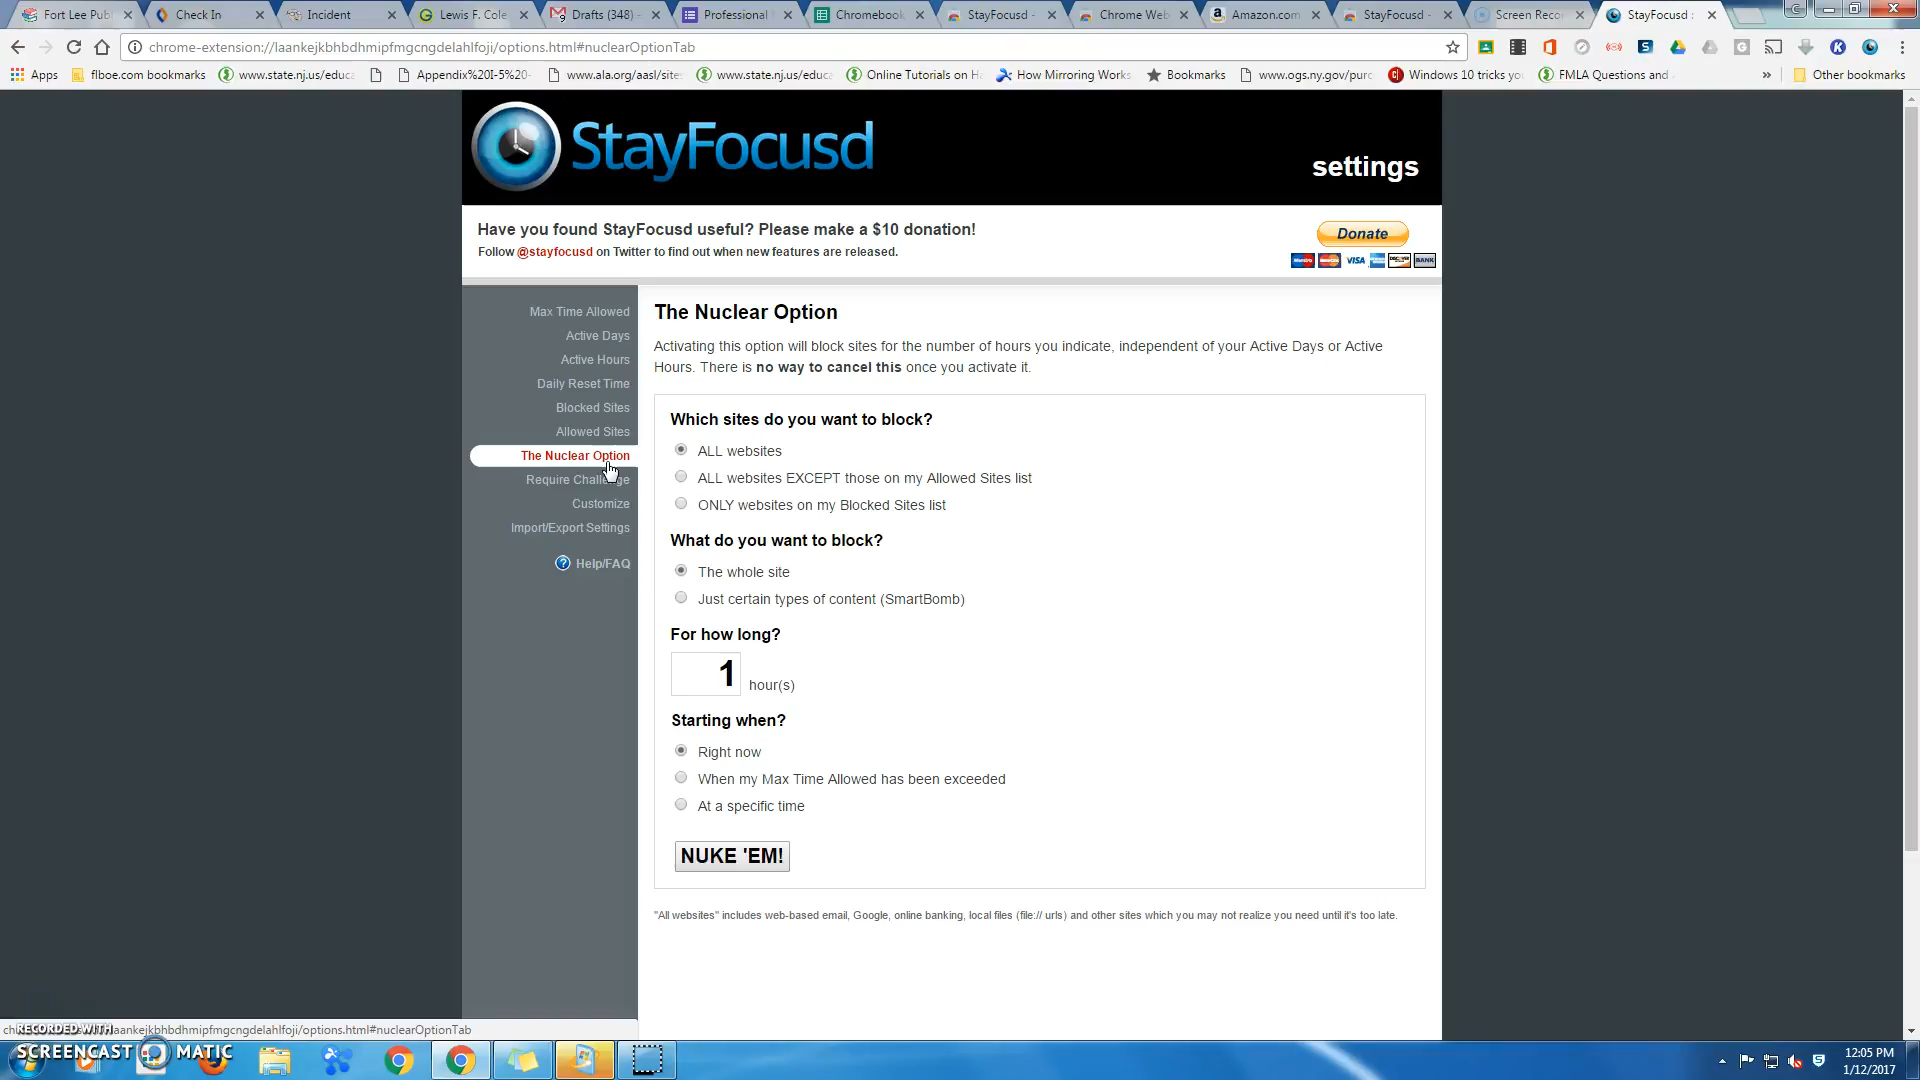 Fort Lee Pub
Check In
Incident
Lewis F. Cole
Drafts (348) -
Professional
Chromebook
StayFocusd -
Chrome Web
Amazon.com
StayFocusd -
Screen Reco
StayFocusd :
chrome-extension://laankejkbhbdhmipfmgcngdelahlfoji/options.html#nuclearOptionTab
Apps
flboe.com bookmarks
www.state.nj.us/educa
Appendix%20I-5%20-
www.ala.org/aasl/site
www.state.nj.us/educa
Online Tutorials on H
How Mirroring Works
Bookmarks
www.ogs.ny.gov/purc
Windows 10 tricks yo
FMLA Questions and
»
Other bookmarks
StayFocusd
settings
Have you found StayFocusd useful? Please make a $10 donation!
Follow @stayfocusd on Twitter to find out when new features are released.
Donate
VISA
BANK
Max Time Allowed
Active Days
Active Hours
Daily Reset Time
Blocked Sites
Allowed Sites
The Nuclear Option
Require Challenge
Customize
Import/Export Settings
? Help/FAQ
The Nuclear Option
Activating this option will block sites for the number of hours you indicate, independent of your Active Days or Active
Hours. There is no way to cancel this once you activate it.
Which sites do you want to block?
ALL websites
ALL websites EXCEPT those on my Allowed Sites list
ONLY websites on my Blocked Sites list
What do you want to block?
The whole site
Just certain types of content (SmartBomb)
For how long?
1 hour(s)
Starting when?
Right now
When my Max Time Allowed has been exceeded
At a specific time
NUKE 'EM!
"All websites" includes web-based email, Google, online banking, local files (file:// urls) and other sites which you may not realize you need until it's too late.
laankejkbhbdhmipfmgcngdelahlfoji/options.html#nuclearOptionTab
RECORDED WITH
SCREENCAST MATIC
12:05 PM
1/12/2017